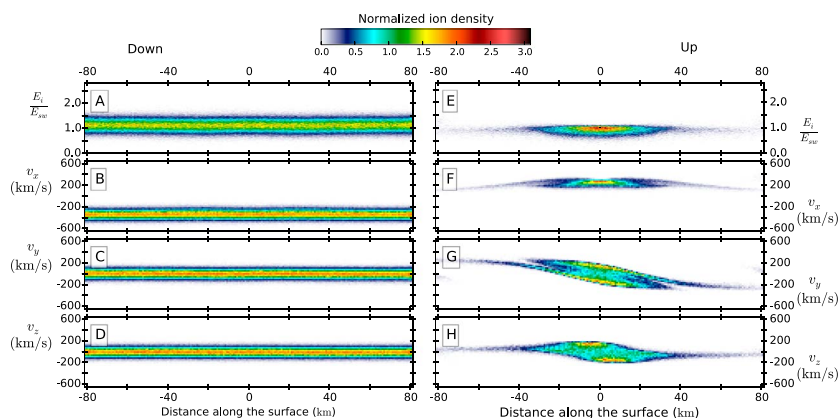 Normalized ion density
Down
Up
0.0 0.5 1.0 1.5 2.0 2.5 3.0
-80 -40 0 40 80
-80 -40 0 40 80
E_i
E_sw
2.0
1.0
0.0
A
E
2.0
1.0
0.0
E_i
E_sw
v_x
(km/s)
600
200
-200
-600
B
F
600
200
-200
-600
v_x
(km/s)
v_y
(km/s)
600
200
-200
-600
C
G
600
200
-200
-600
v_y
(km/s)
v_z
(km/s)
600
200
-200
-600
D
H
600
200
-200
-600
v_z
(km/s)
-80 -40 0 40 80
-80 -40 0 40 80
Distance along the surface (km)
Distance along the surface (km)